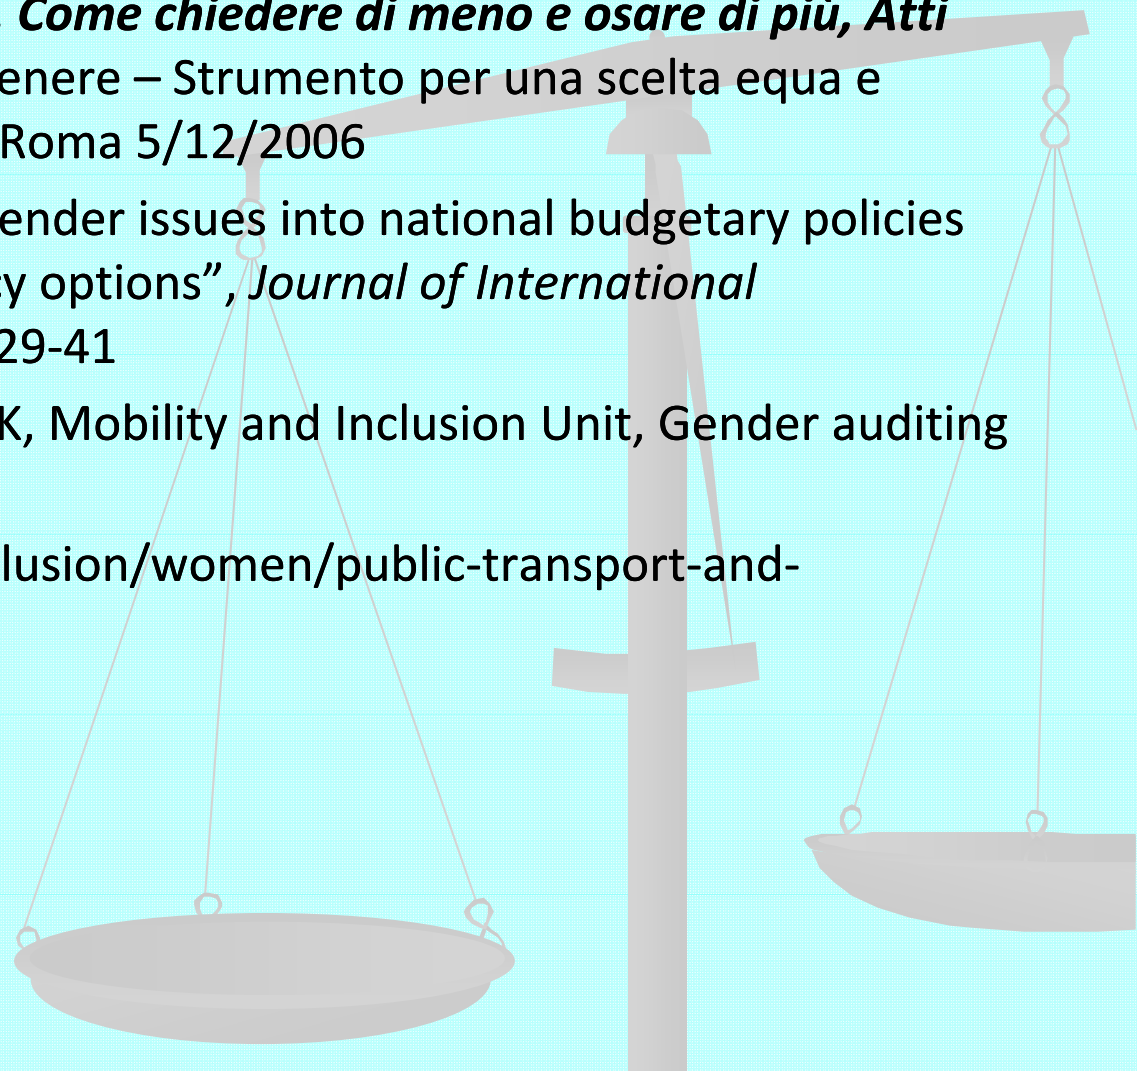 . Come chiedere di meno e osare di più, Atti
enere – Strumento per una scelta equa e
Roma 5/12/2006
ender issues into national budgetary policies
cy options”, Journal of International
29-41
K, Mobility and Inclusion Unit, Gender auditing
lusion/women/public-transport-and-